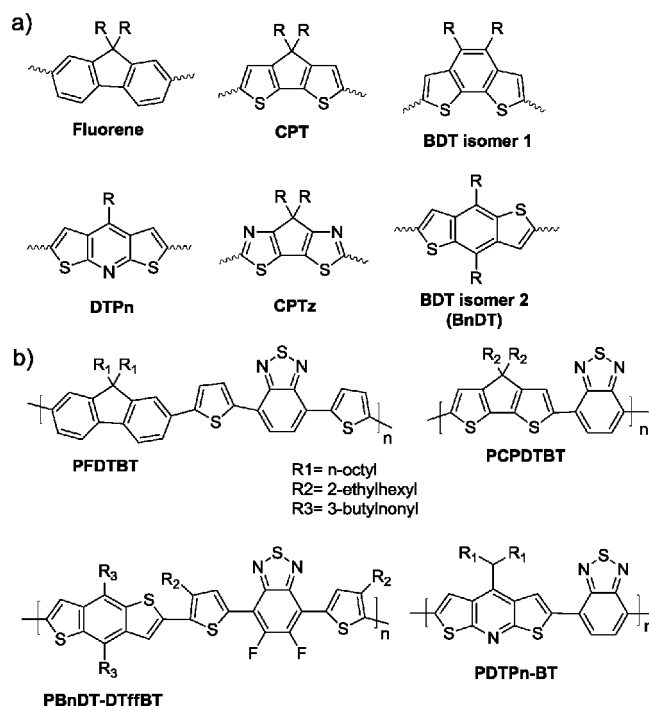 a)
R R
R R
R R
S S
S S
Fluorene
CPT
BDT isomer 1
R
R R
R
N N
S
S N S
S S
S
R
DTPn
CPTz
BDT isomer 2
(BnDT)
b)
R1 R1
S
N N
R2 R2
S
N N
S
S
n
S S
n
PFDTBT
PCPDTBT
R1= n-octyl
R2= 2-ethylhexyl
R3= 3-butylnonyl
R3
R2
S
N N
R2
R1 R1
S
N N
S
S
S
S
n
S N S
n
R3
F F
PBnDT-DTffBT
PDTPn-BT